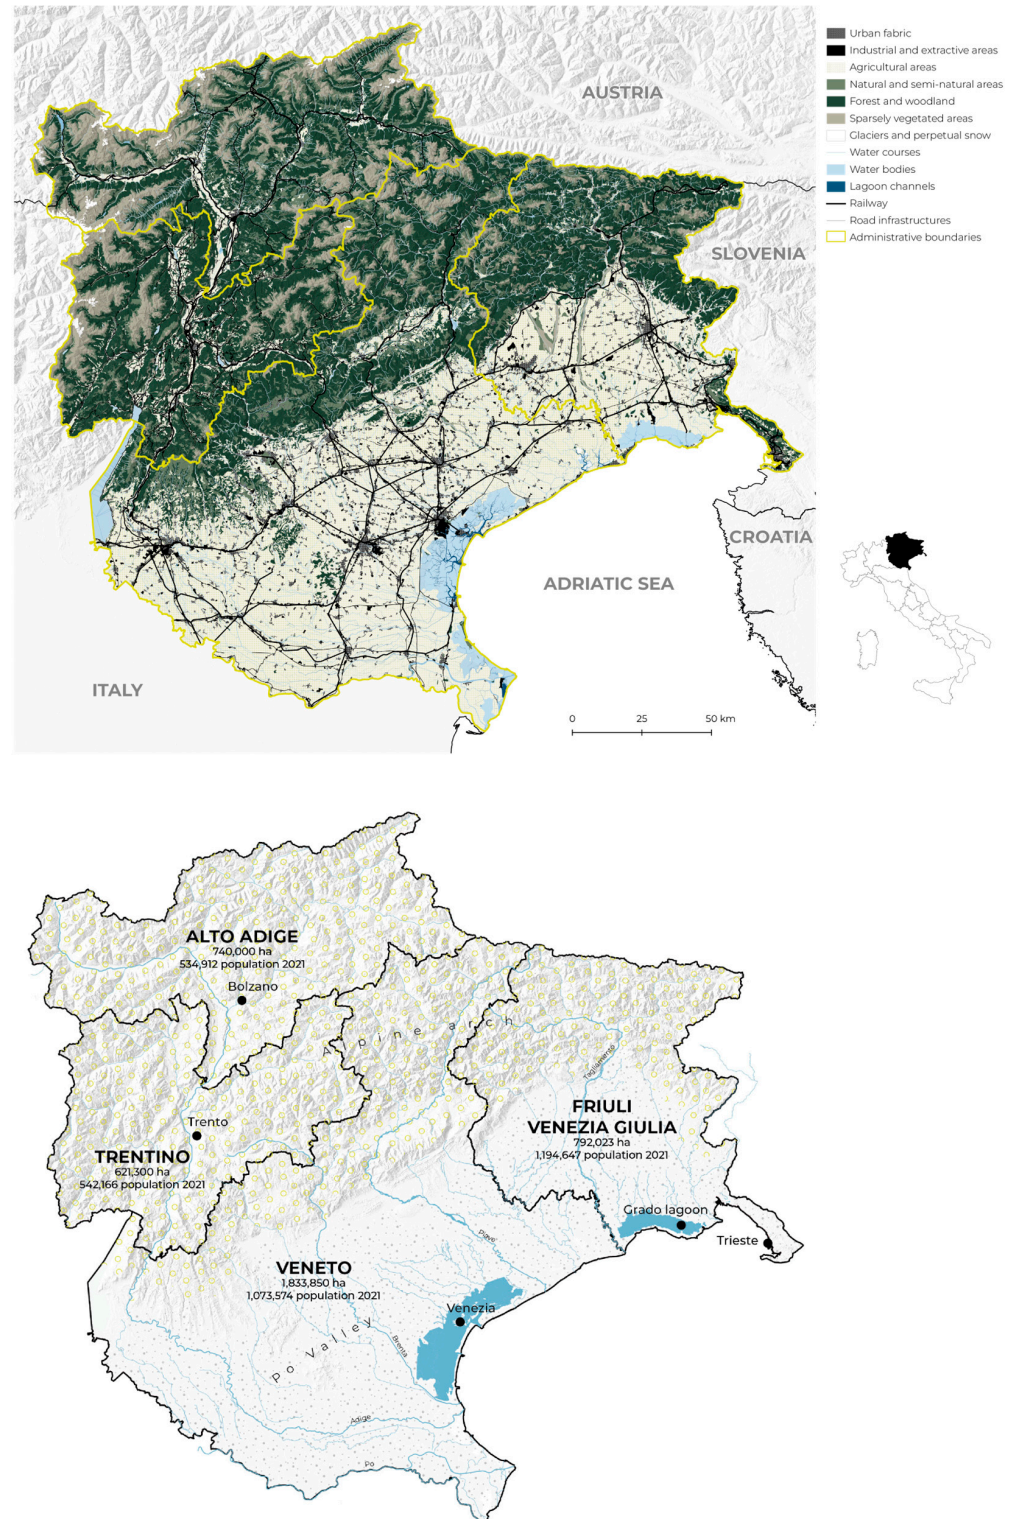 Urban fabric
Industrial and extractive areas
Agricultural areas
Natural and semi-natural areas
Forest and woodland
Sparsely vegetated areas
Glaciers and perpetual snow
Water courses
Water bodies
Lagoon channels
Railway
Road infrastructures
Administrative boundaries
AUSTRIA
SLOVENIA
CROATIA
ADRIATIC SEA
ITALY
0 25 50 km
ALTO ADIGE
740,000 ha
534,912 population 2021
Bolzano
Alpine arch
Tagliamento
FRIULI
VENEZIA GIULIA
792,023 ha
1,194,647 population 2021
Trento
TRENTINO
621,300 ha
542,166 population 2021
Grado lagoon
Trieste
Piave
VENETO
1,833,850 ha
1,073,574 population 2021
Venezia
Po Valley
Brenta
Adige
Po